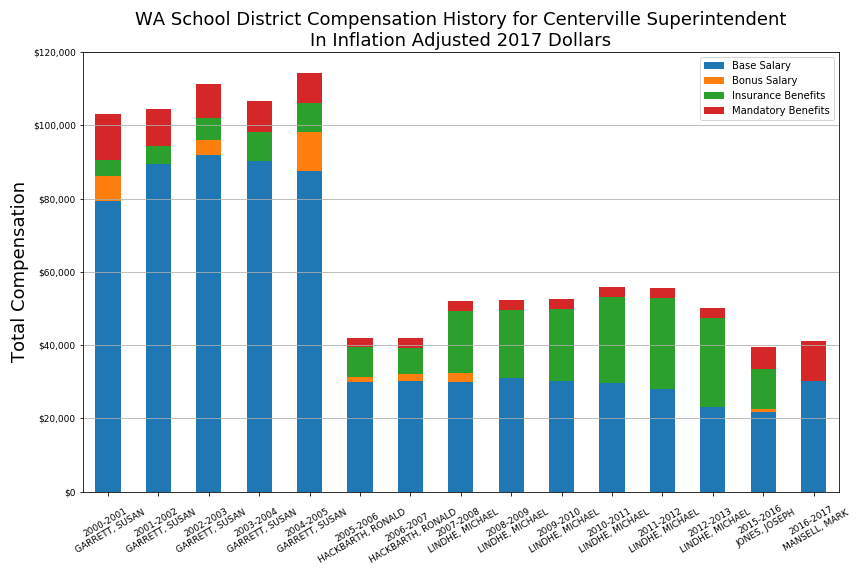 WA School District Compensation History for Centerville Superintendent
In Inflation Adjusted 2017 Dollars
Total Compensation
$120,000
$100,000
$80,000
$60,000
$40,000
$20,000
$0
Base Salary
Bonus Salary
Insurance Benefits
Mandatory Benefits
2000-2001
GARRETT, SUSAN
2001-2002
GARRETT, SUSAN
2002-2003
GARRETT, SUSAN
2003-2004
GARRETT, SUSAN
2004-2005
GARRETT, SUSAN
2005-2006
HACKBARTH, RONALD
2006-2007
HACKBARTH, RONALD
2007-2008
LINDHE, MICHAEL
2008-2009
LINDHE, MICHAEL
2009-2010
LINDHE, MICHAEL
2010-2011
LINDHE, MICHAEL
2011-2012
LINDHE, MICHAEL
2012-2013
LINDHE, MICHAEL
2015-2016
JONES, JOSEPH
2016-2017
MANSELL, MARK